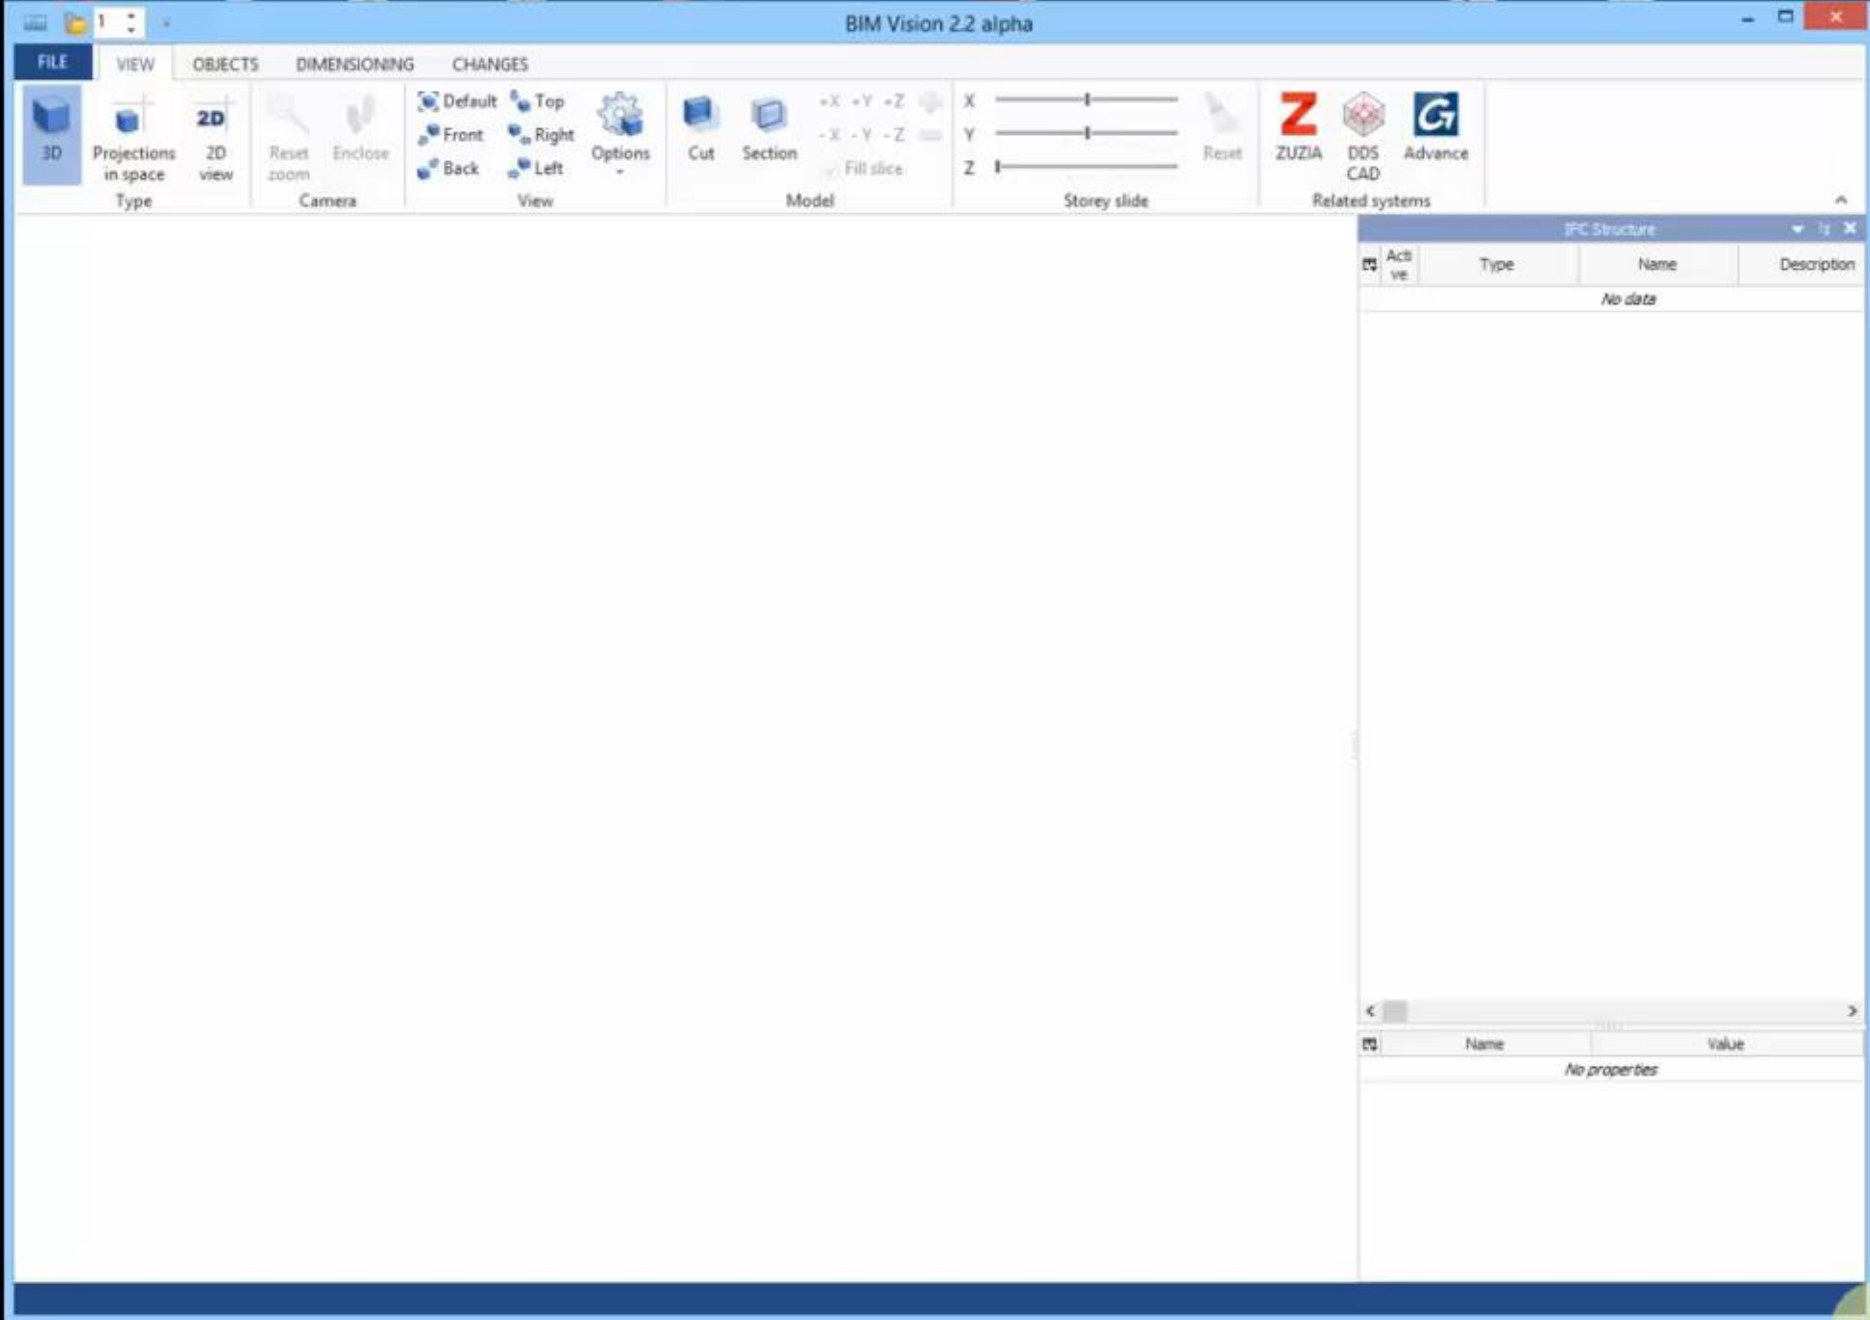 1
BIM Vision 2.2 alpha
FILE VIEW OBJECTS DIMENSIONING CHANGES
3D
Projections
in space
2D
2D
view
Type
Reset
zoom
Enclose
Camera
Default Top
Front Right
Back Left
Options
View
Cut
Section
+X +Y +Z
-X -Y -Z
Fill slice
Model
X
Y
Z
Reset
Storey slide
ZUZIA
DDS
CAD
Advance
Related systems
IFC Structure
Acti
ve
Type Name Description
No data
Name Value
No properties